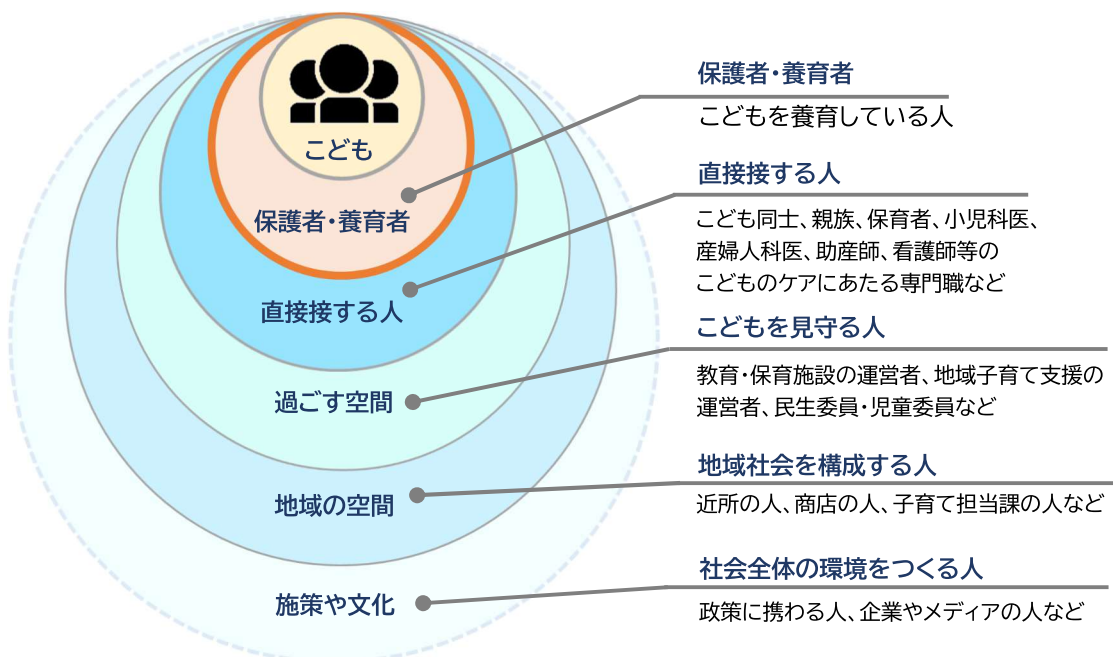 こども
保護者・養育者
直接接する人
過ごす空間
地域の空間
施策や文化
保護者・養育者
こどもを養育している人
直接接する人
こども同士、親族、保育者、小児科医、
産婦人科医、助産師、看護師等の
こどものケアにあたる専門職など
こどもを見守る人
教育・保育施設の運営者、地域子育て支援の
運営者、民生委員・児童委員など
地域社会を構成する人
近所の人、商店の人、子育て担当課の人など
社会全体の環境をつくる人
政策に携わる人、企業やメディアの人など